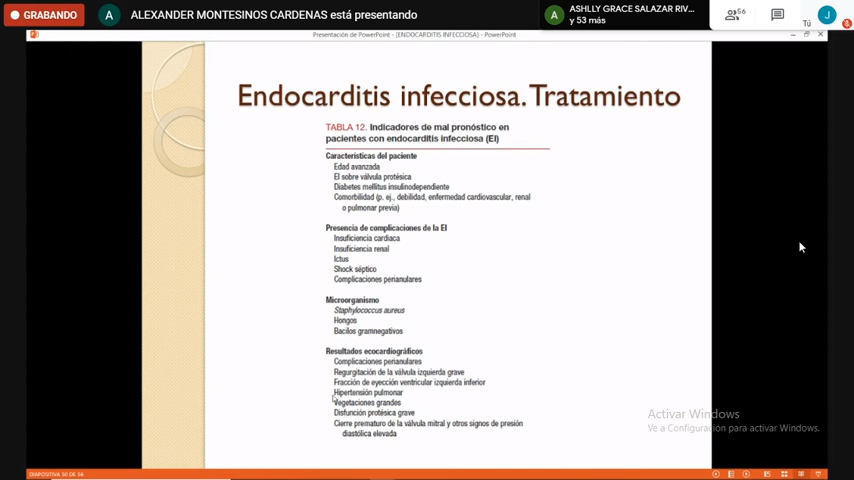 GRABANDO
A
ALEXANDER MONTESINOS CARDENAS está presentando
A
ASHLLY GRACE SALAZAR RIV...
y 53 más
56
Tú
J
Presentación de PowerPoint - [ENDOCARDITIS INFECCIOSA] - PowerPoint
Endocarditis infecciosa. Tratamiento
TABLA 12. Indicadores de mal pronóstico en
pacientes con endocarditis infecciosa (EI)
Características del paciente
Edad avanzada
EI sobre válvula protésica
Diabetes mellitus insulinodependiente
Comorbilidad (p. ej., debilidad, enfermedad cardiovascular, renal
o pulmonar previa)
Presencia de complicaciones de la EI
Insuficiencia cardiaca
Insuficiencia renal
Ictus
Shock séptico
Complicaciones perianulares
Microorganismo
Staphylococcus aureus
Hongos
Bacilos gramnegativos
Resultados ecocardiográficos
Complicaciones perianulares
Regurgitación de la válvula izquierda grave
Fracción de eyección ventricular izquierda inferior
Hipertensión pulmonar
Vegetaciones grandes
Disfunción protésica grave
Cierre prematuro de la válvula mitral y otros signos de presión
diastólica elevada
Activar Windows
Ve a Configuración para activar Windows.
DIAPOSITIVA 50 DE 56